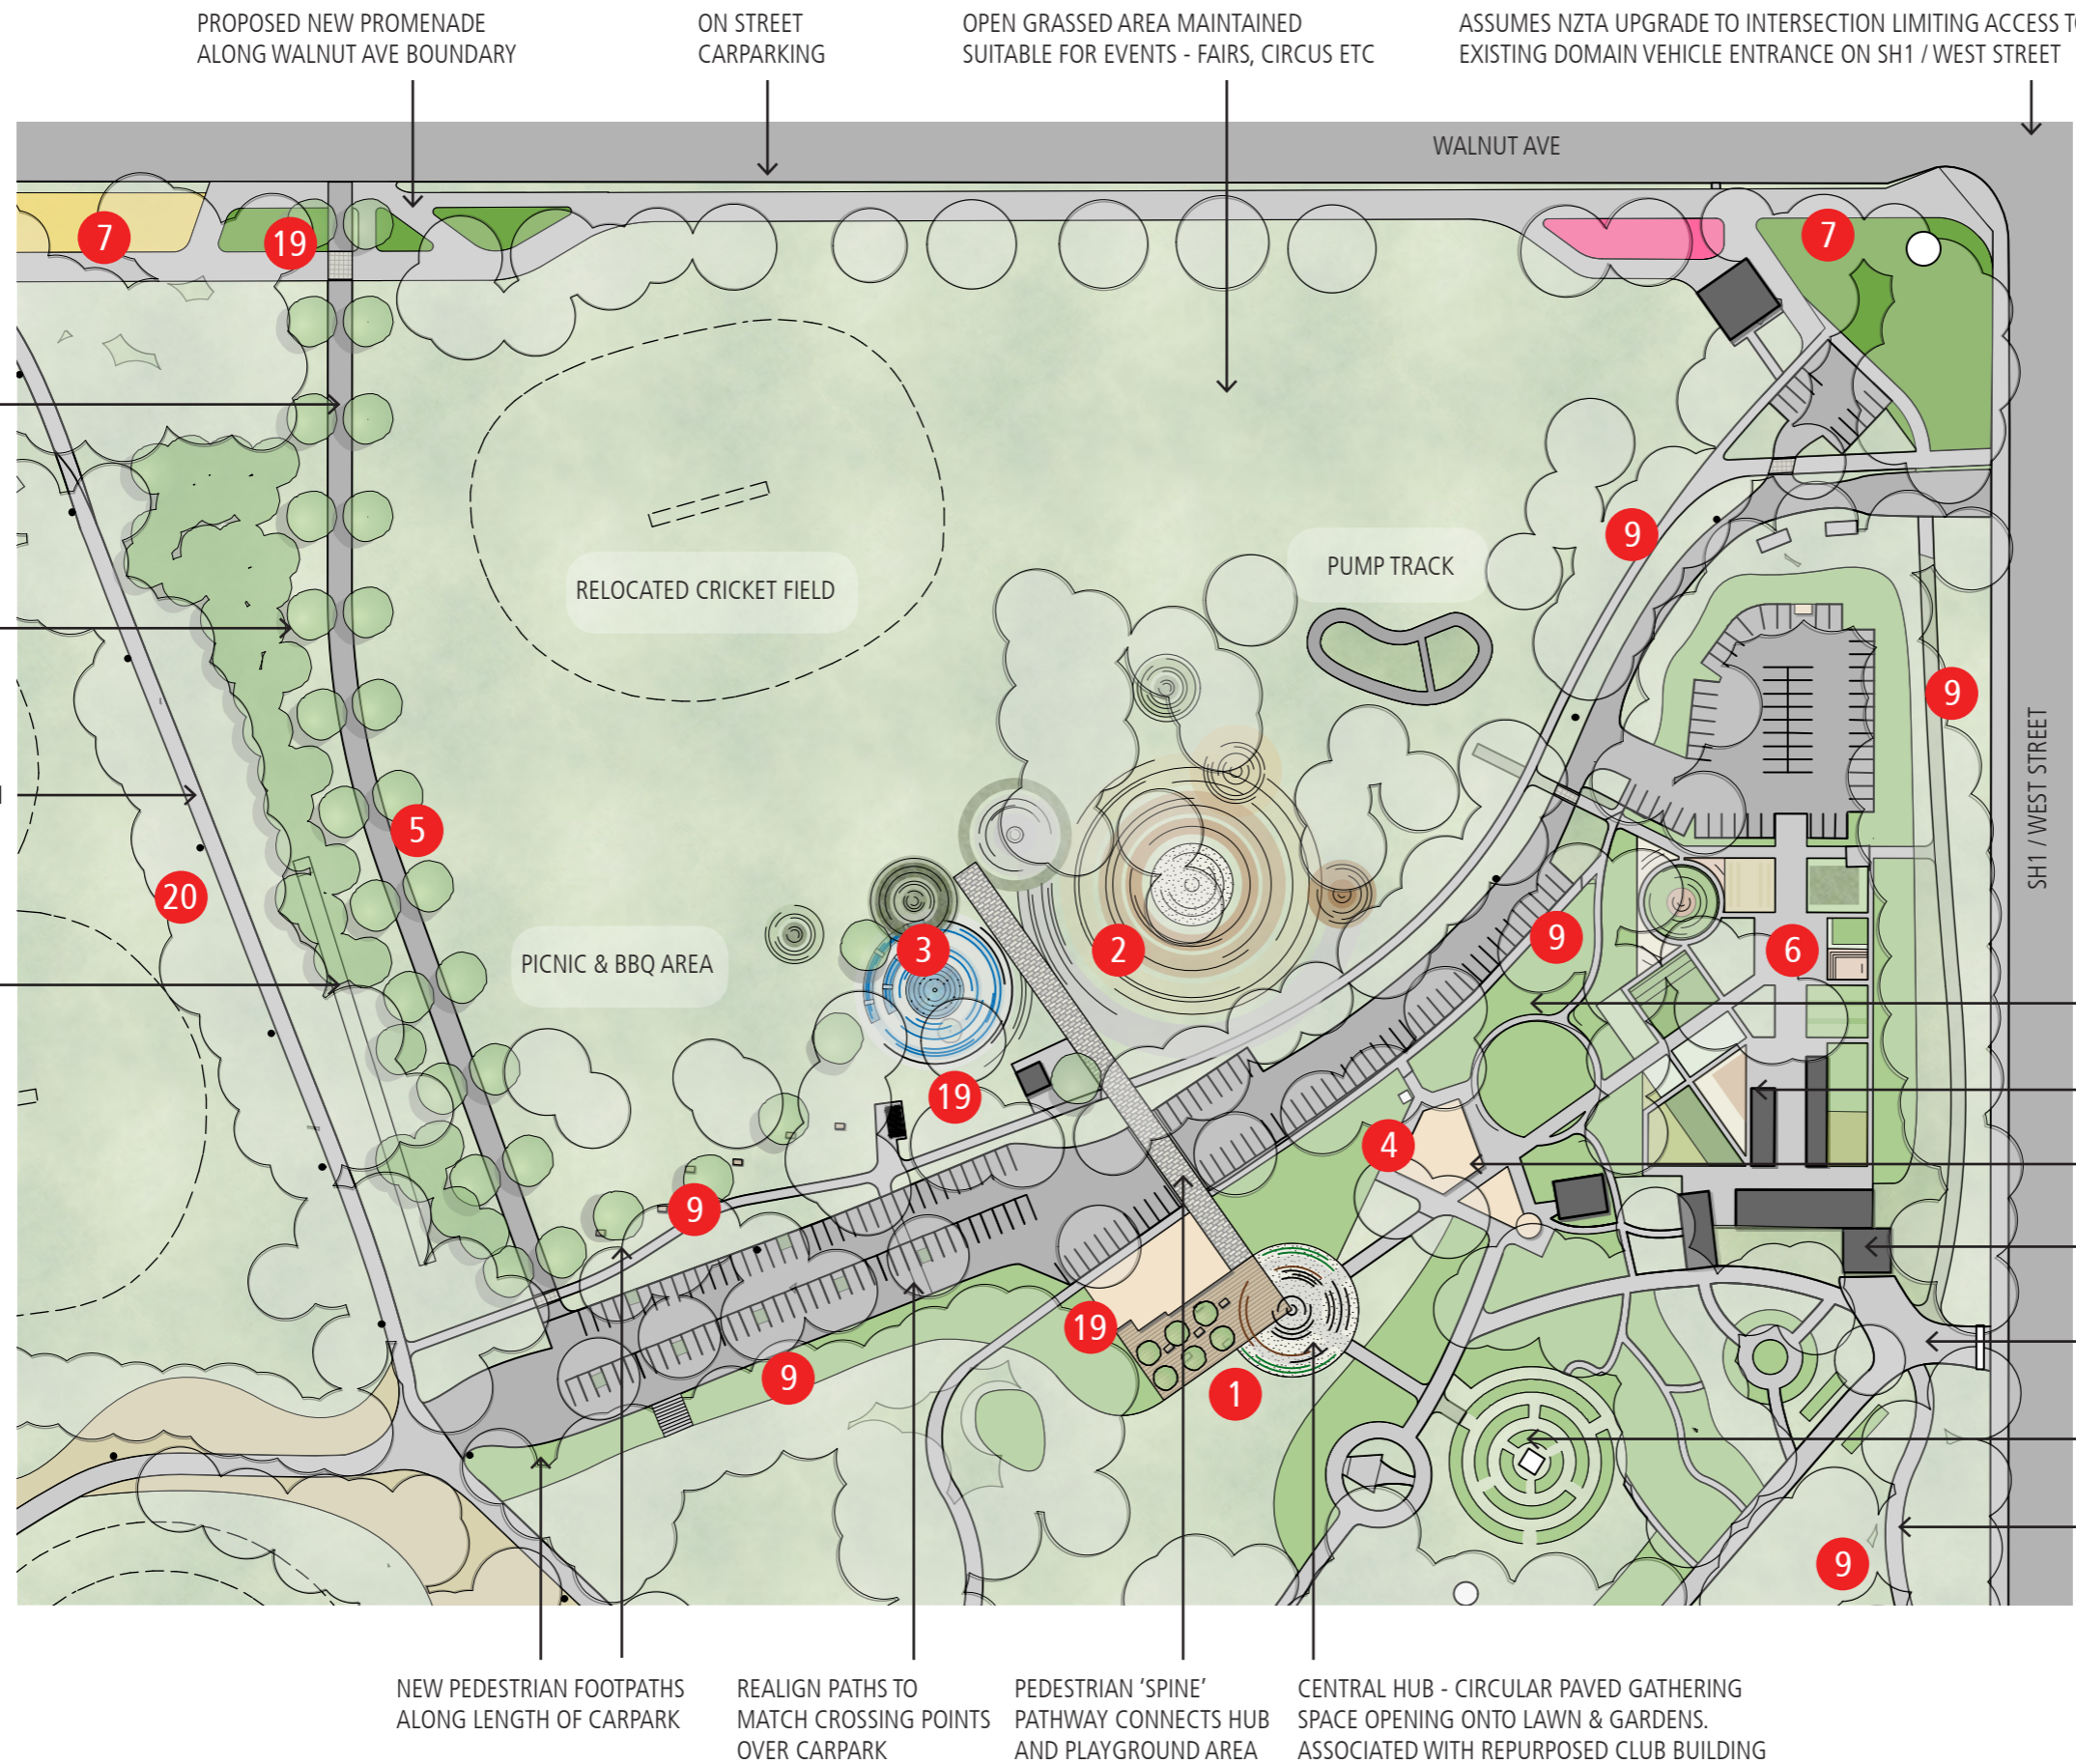 PROPOSED NEW PROMENADE
ALONG WALNUT AVE BOUNDARY
ON STREET
CARPARKING
OPEN GRASSED AREA MAINTAINED
SUITABLE FOR EVENTS - FAIRS, CIRCUS ETC
ASSUMES NZTA UPGRADE TO INTERSECTION LIMITING ACCESS TO
EXISTING DOMAIN VEHICLE ENTRANCE ON SH1 / WEST STREET
WALNUT AVE
7
19
7
9
PUMP TRACK
RELOCATED CRICKET FIELD
9
SH1 / WEST STREET
5
20
3
2
9
6
PICNIC & BBQ AREA
19
4
9
19
9
1
9
NEW PEDESTRIAN FOOTPATHS
ALONG LENGTH OF CARPARK
REALIGN PATHS TO
MATCH CROSSING POINTS
OVER CARPARK
PEDESTRIAN ‘SPINE’
PATHWAY CONNECTS HUB
AND PLAYGROUND AREA
CENTRAL HUB - CIRCULAR PAVED GATHERING
SPACE OPENING ONTO LAWN & GARDENS.
ASSOCIATED WITH REPURPOSED CLUB BUILDING